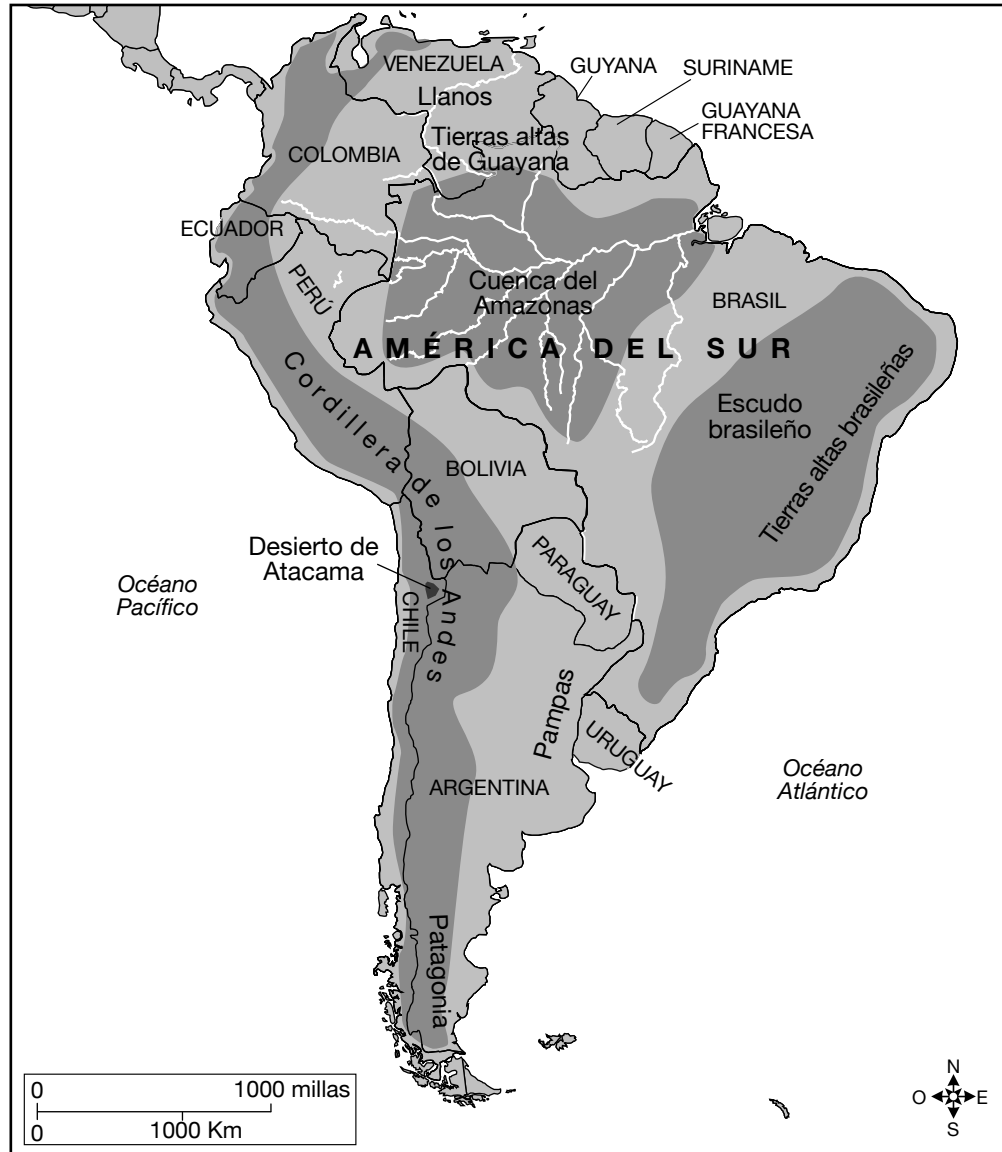 VENEZUELA
Llanos
GUYANA
SURINAME
GUAYANA
FRANCESA
Tierras altas
de Guayana
COLOMBIA
ECUADOR
PERÚ
Cuenca del
Amazonas
BRASIL
AMÉRICA DEL SUR
Cordillera de los Andes
Escudo
brasileño
Tierras altas brasileñas
BOLIVIA
Desierto de
Atacama
PARAGUAY
Océano
Pacífico
CHILE
Pampas
URUGUAY
ARGENTINA
Océano
Atlántico
Patagonia
0 1000 millas
0 1000 Km
N
O E
S